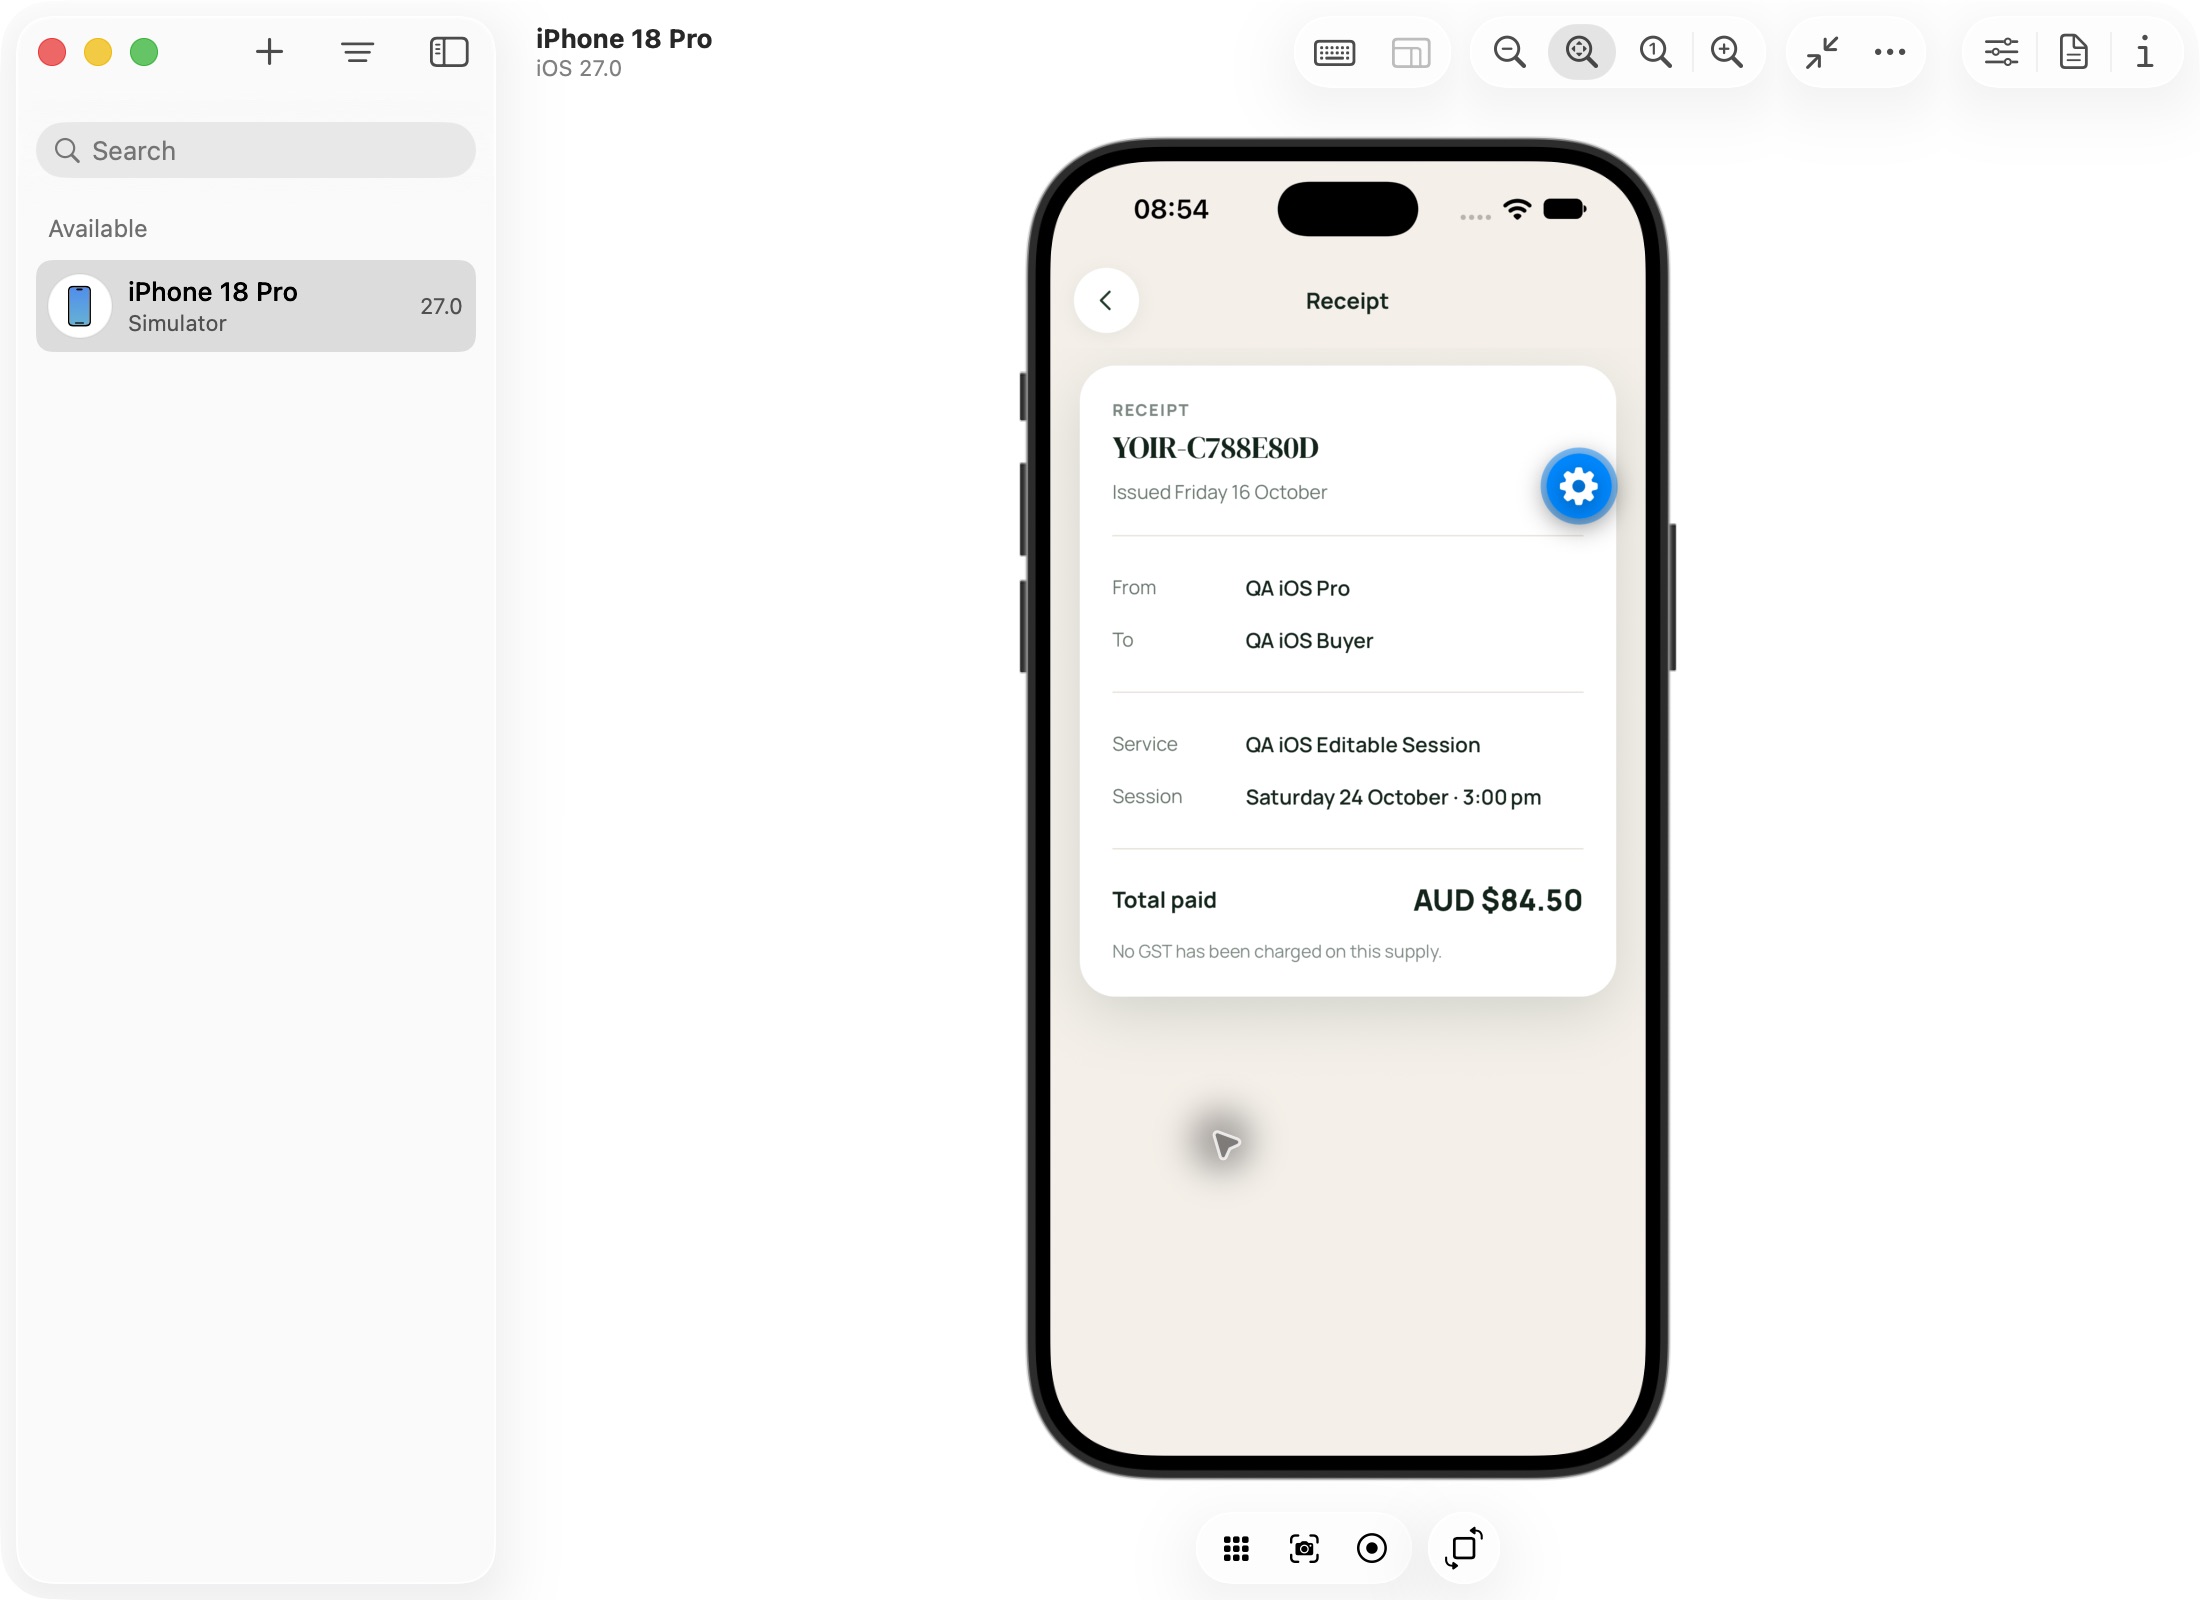 iPhone 18 Pro
iOS 27.0
Search
Available
iPhone 18 Pro
Simulator
27.0
08:54
Receipt
RECEIPT
YOIR-C788E80D
Issued Friday 16 October
From QA iOS Pro
To QA iOS Buyer
Service QA iOS Editable Session
Session Saturday 24 October · 3:00 pm
Total paid AUD $84.50
No GST has been charged on this supply.